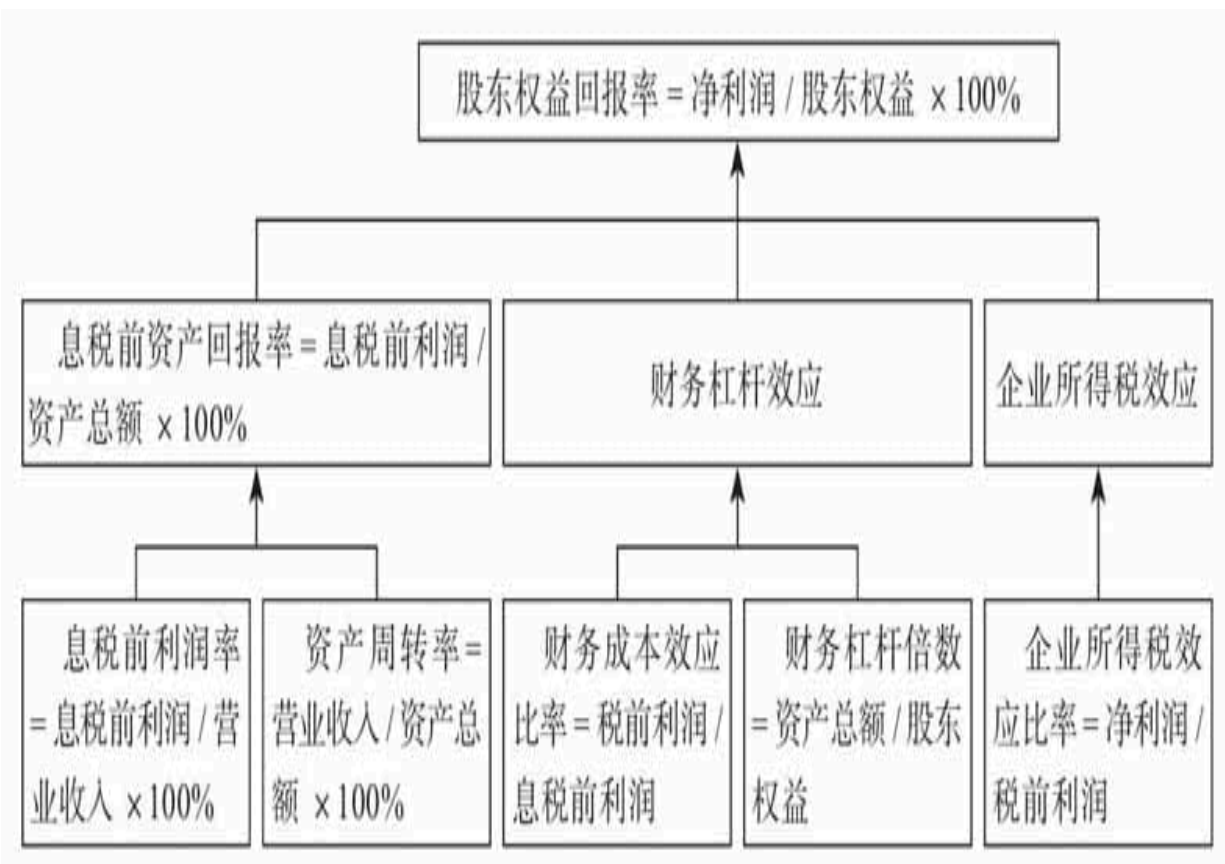 股东权益回报率=净利润/股东权益 ×100%
息税前资产回报率=息税前利润/
资产总额 ×100%
财务杠杆效应
企业所得税效应
息税前利润率
=息税前利润/营
业收入 ×100%
资产周转率=
营业收入/资产总
额 ×100%
财务成本效应
比率=税前利润/
息税前利润
财务杠杆倍数
=资产总额/股东
权益
企业所得税效
应比率=净利润/
税前利润